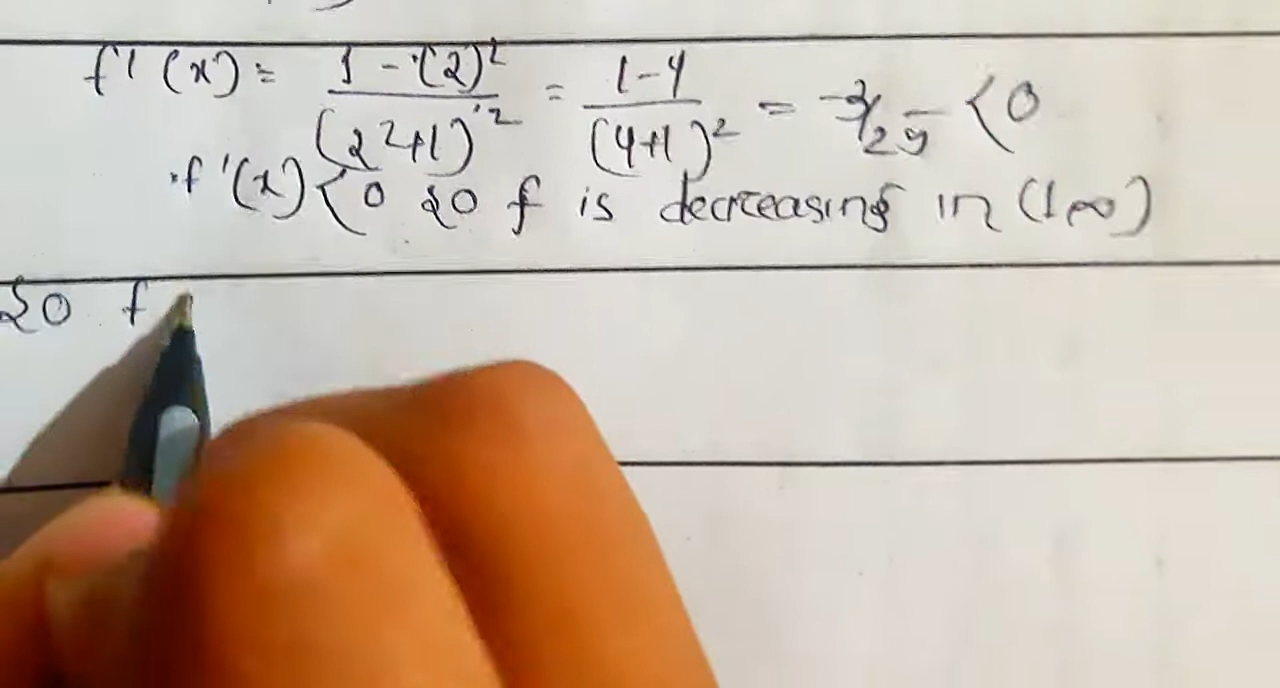 f'(x) = 1-(2)² / (2²+1)² = 1-4 / (4+1)² = -3/25 < 0
f'(x) < 0 so f is decreasing in (1 ∞)
so f